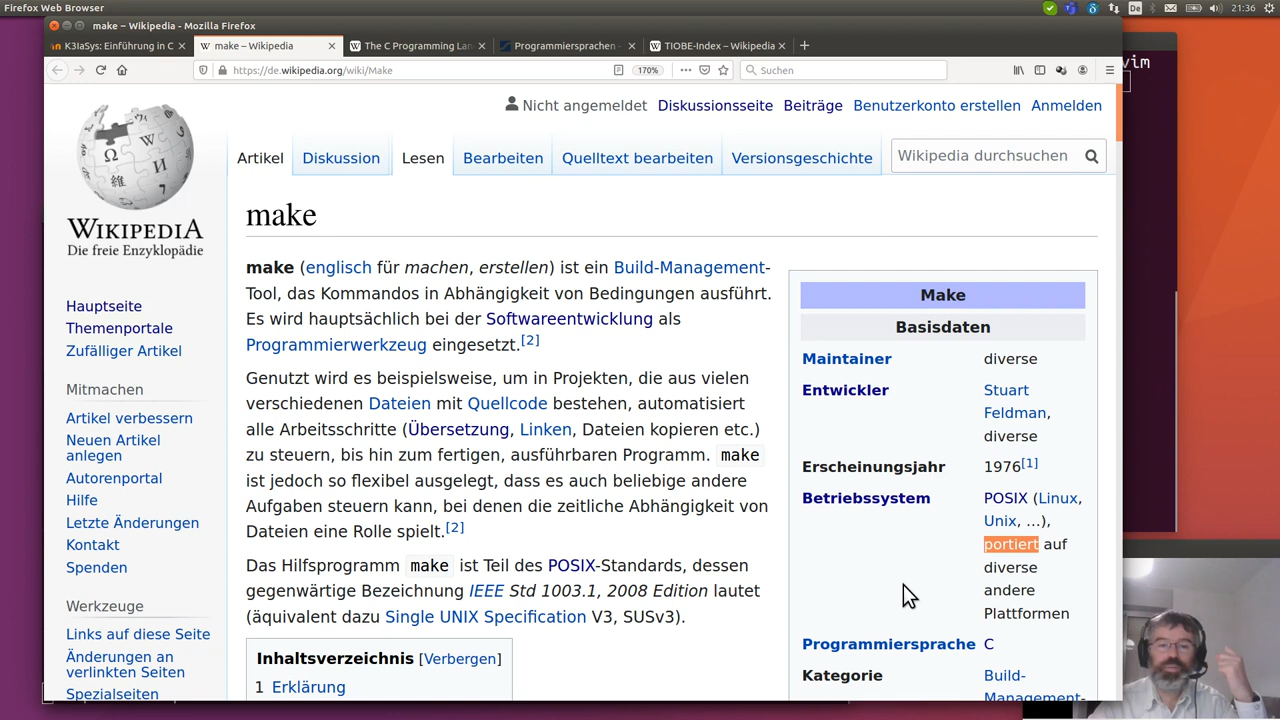 Firefox Web Browser
De
21:36
make – Wikipedia - Mozilla Firefox
K3IaSys: Einführung in C
make – Wikipedia
The C Programming Lan
Programmiersprachen
TIOBE-Index – Wikipedia
https://de.wikipedia.org/wiki/Make
170%
Suchen
vim
Nicht angemeldet Diskussionsseite Beiträge Benutzerkonto erstellen Anmelden
Artikel Diskussion Lesen Bearbeiten Quelltext bearbeiten Versionsgeschichte
Wikipedia durchsuchen
WIKIPEDIA
Die freie Enzyklopädie
Hauptseite
Themenportale
Zufälliger Artikel
Mitmachen
Artikel verbessern
Neuen Artikel
anlegen
Autorenportal
Hilfe
Letzte Änderungen
Kontakt
Spenden
Werkzeuge
Links auf diese Seite
Änderungen an
verlinkten Seiten
Spezialseiten
make
make (englisch für machen, erstellen) ist ein Build-Management-
Tool, das Kommandos in Abhängigkeit von Bedingungen ausführt.
Es wird hauptsächlich bei der Softwareentwicklung als
Programmierwerkzeug eingesetzt.[2]
Genutzt wird es beispielsweise, um in Projekten, die aus vielen
verschiedenen Dateien mit Quellcode bestehen, automatisiert
alle Arbeitsschritte (Übersetzung, Linken, Dateien kopieren etc.)
zu steuern, bis hin zum fertigen, ausführbaren Programm. make
ist jedoch so flexibel ausgelegt, dass es auch beliebige andere
Aufgaben steuern kann, bei denen die zeitliche Abhängigkeit von
Dateien eine Rolle spielt.[2]
Das Hilfsprogramm make ist Teil des POSIX-Standards, dessen
gegenwärtige Bezeichnung IEEE Std 1003.1, 2008 Edition lautet
(äquivalent dazu Single UNIX Specification V3, SUSv3).
Inhaltsverzeichnis [Verbergen]
1 Erklärung
Make
Basisdaten
Maintainer diverse
Entwickler Stuart
Feldman,
diverse
Erscheinungsjahr 1976[1]
Betriebssystem POSIX (Linux,
Unix, …),
portiert auf
diverse
andere
Plattformen
Programmiersprache C
Kategorie Build-
Management-